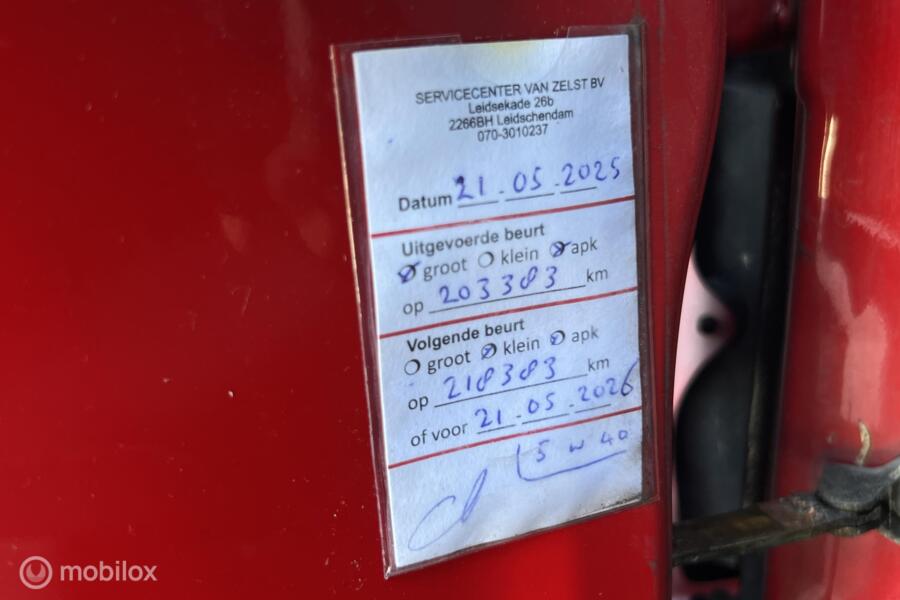 SERVICECENTER VAN ZELST BV
Leidsekade 26b
2266BH Leidschendam
070-3010237
Datum 21 . 05 . 2025
Uitgevoerde beurt
groot klein apk
op 203383 km
Volgende beurt
groot klein apk
op 218383 km
of voor 21 . 05 . 2026
5 W 40
mobilox